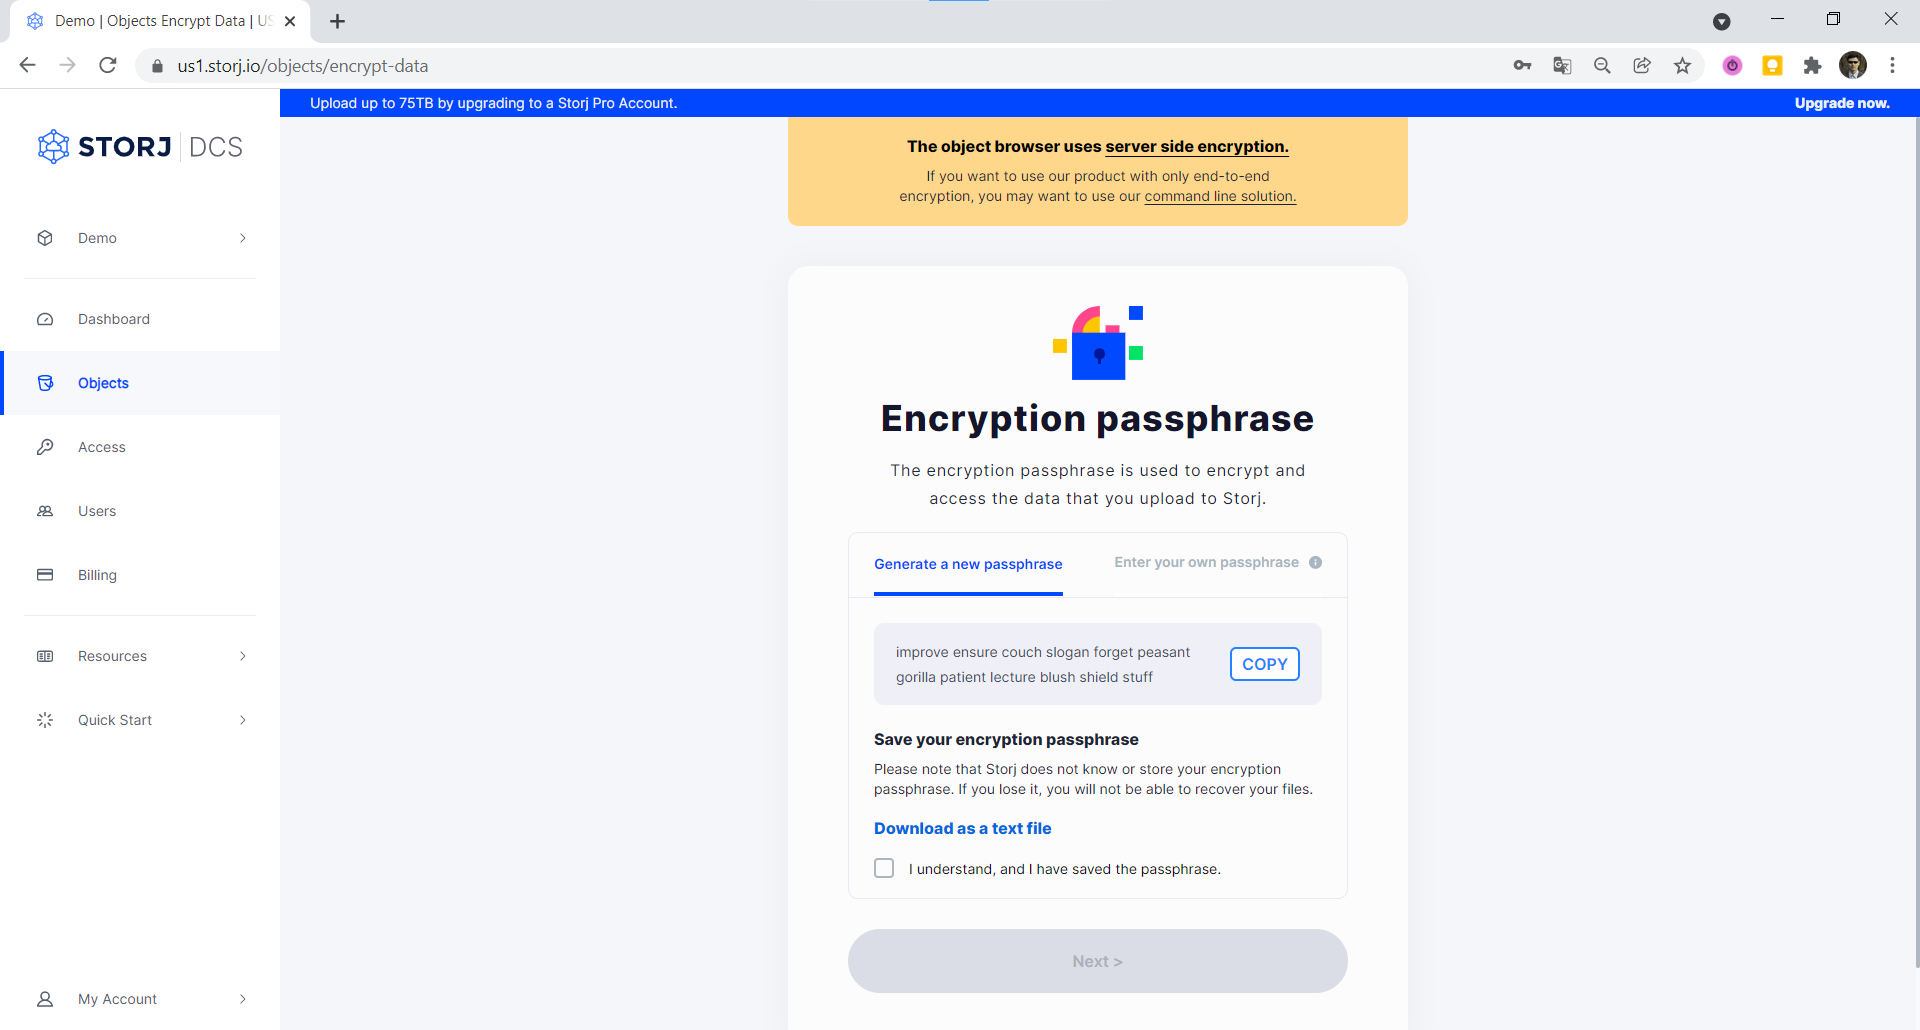 Demo | Objects Encrypt Data | US
us1.storj.io/objects/encrypt-data
Upload up to 75TB by upgrading to a Storj Pro Account.
Upgrade now.
STORJ DCS
Demo
Dashboard
Objects
Access
Users
Billing
Resources
Quick Start
My Account
The object browser uses server side encryption.
If you want to use our product with only end-to-end
encryption, you may want to use our command line solution.
Encryption passphrase
The encryption passphrase is used to encrypt and
access the data that you upload to Storj.
Generate a new passphrase
Enter your own passphrase
improve ensure couch slogan forget peasant
gorilla patient lecture blush shield stuff
COPY
Save your encryption passphrase
Please note that Storj does not know or store your encryption
passphrase. If you lose it, you will not be able to recover your files.
Download as a text file
I understand, and I have saved the passphrase.
Next >